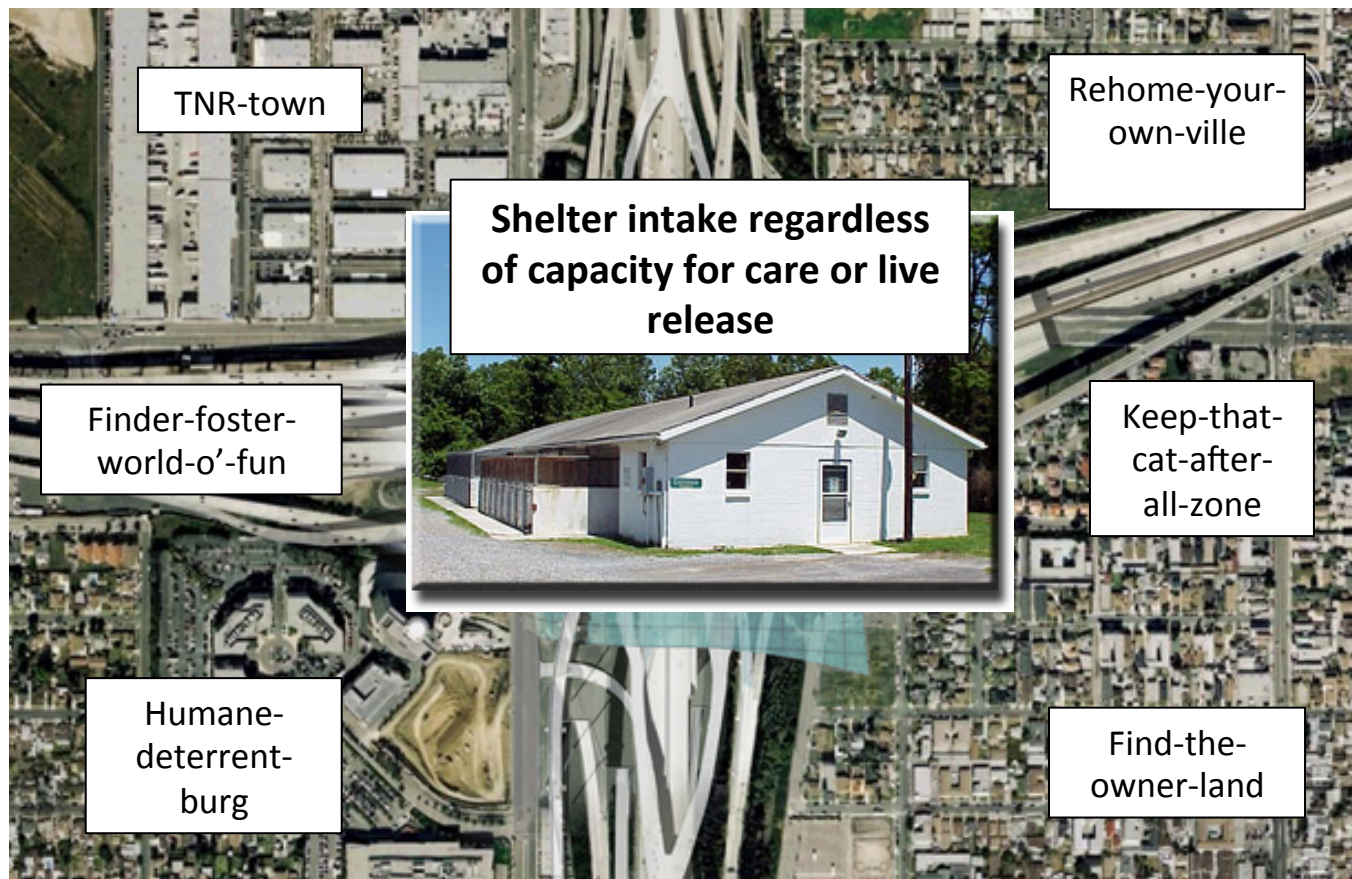 TNR-town
Rehome-your-
own-ville
Shelter intake regardless
of capacity for care or live
release
Finder-foster-
world-o’-fun
Keep-that-
cat-after-
all-zone
Humane-
deterrent-
burg
Find-the-
owner-land